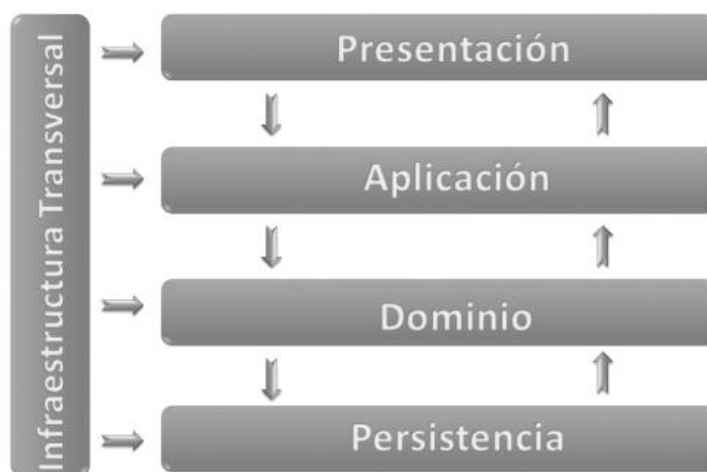 Infraestructura Transversal
Presentación
Aplicación
Dominio
Persistencia